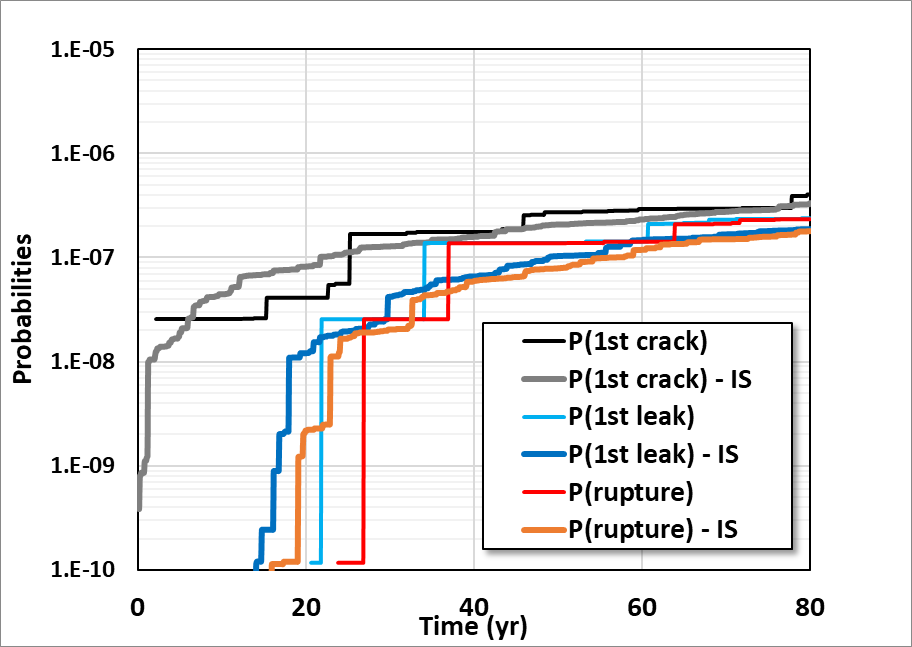 1.E-05
1.E-06
1.E-07
1.E-08
1.E-09
1.E-10
Probabilities
0
20
40
60
80
Time (yr)
P(1st crack)
P(1st crack) - IS
P(1st leak)
P(1st leak) - IS
P(rupture)
P(rupture) - IS